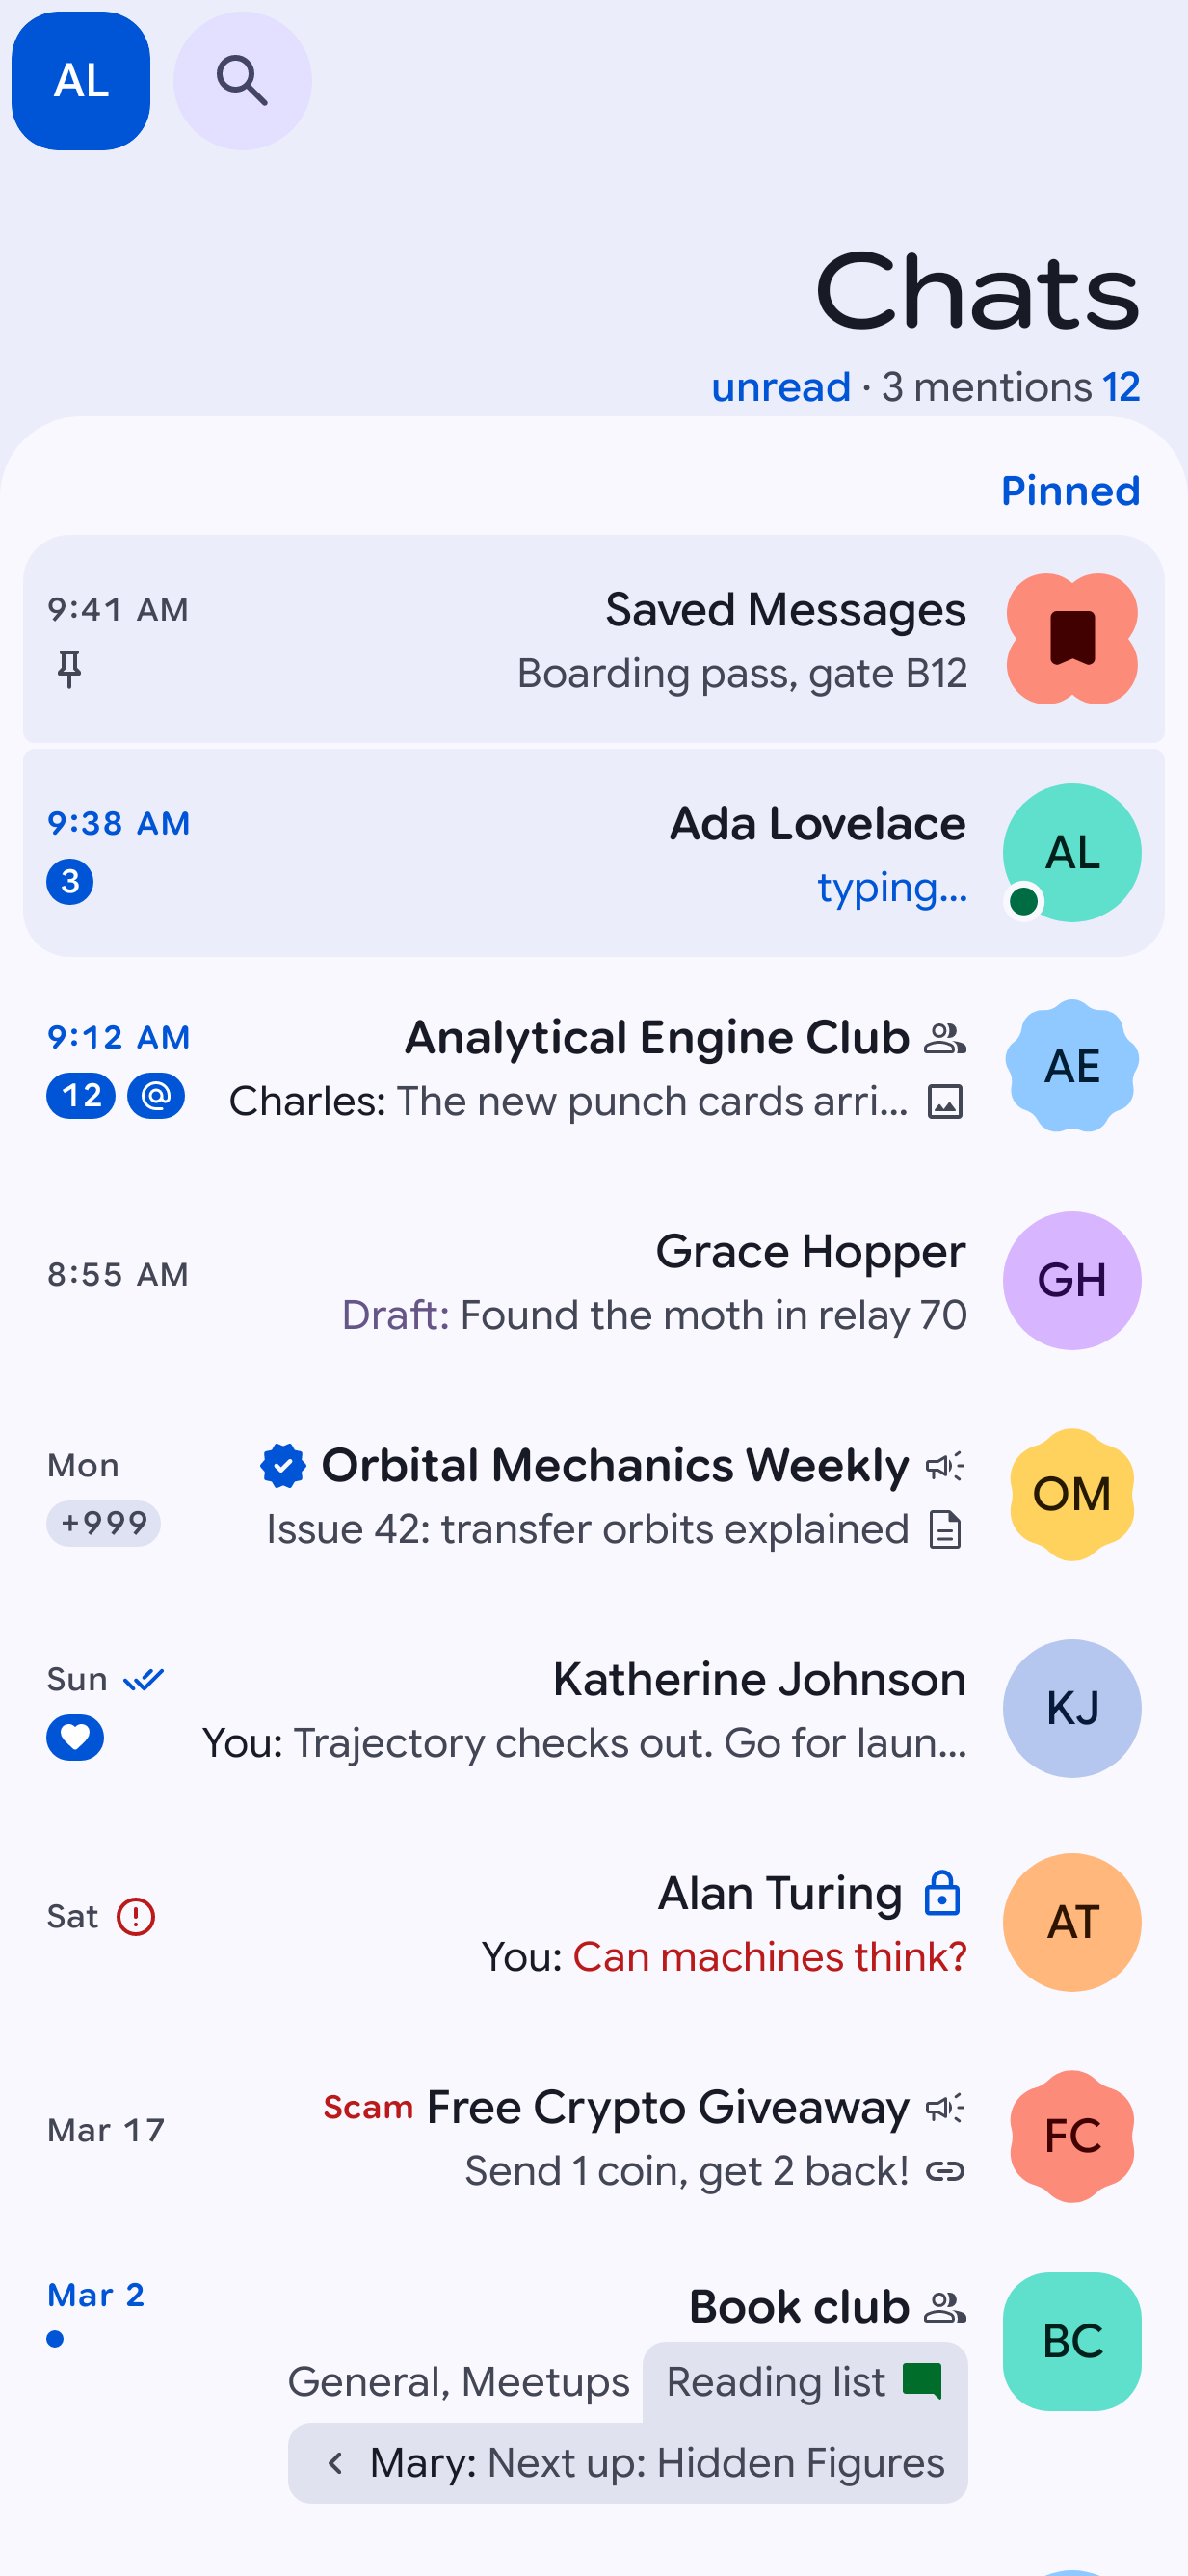 AL
Chats
unread · 3 mentions 12
Pinned
Saved Messages
9:41 AM
Boarding pass, gate B12
AL
Ada Lovelace
9:38 AM
typing...
3
AE
Analytical Engine Club
9:12 AM
Charles: The new punch cards arri...
12 @
GH
Grace Hopper
8:55 AM
Draft: Found the moth in relay 70
OM
Orbital Mechanics Weekly
Mon
Issue 42: transfer orbits explained
+999
KJ
Katherine Johnson
Sun
You: Trajectory checks out. Go for laun...
AT
Alan Turing
Sat
You: Can machines think?
FC
Scam Free Crypto Giveaway
Mar 17
Send 1 coin, get 2 back!
BC
Book club
Mar 2
General, Meetups Reading list
Mary: Next up: Hidden Figures